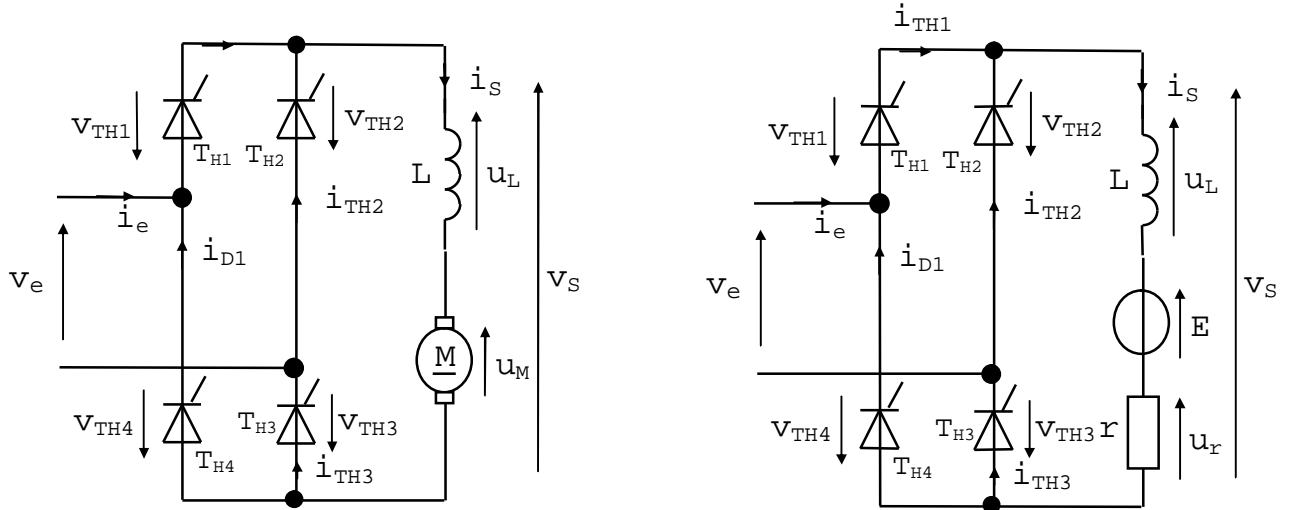 i_S
v_TH1
v_TH2
T_H1
T_H2
L
u_L
i_TH2
i_e
i_D1
v_e
v_S
M
u_M
v_TH4
T_H3
v_TH3
T_H4
i_TH3
i_TH1
i_S
v_TH1
v_TH2
T_H1
T_H2
L
u_L
i_TH2
i_e
i_D1
v_e
v_S
E
v_TH4
T_H3
v_TH3
r
u_r
T_H4
i_TH3